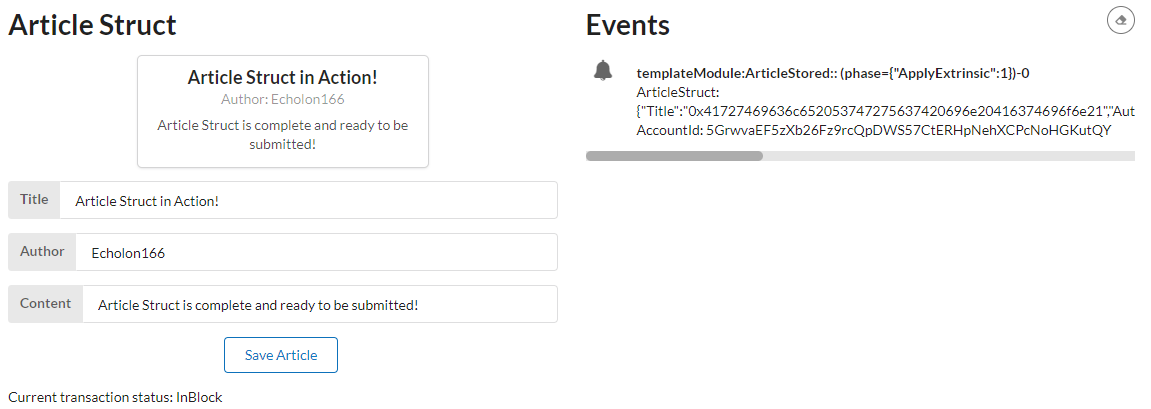 Article Struct
Article Struct in Action!
Author: Echolon166
Article Struct is complete and ready to be
submitted!
Title
Article Struct in Action!
Author
Echolon166
Content
Article Struct is complete and ready to be submitted!
Save Article
Current transaction status: InBlock
Events
templateModule:ArticleStored:: (phase={"ApplyExtrinsic":1})-0
ArticleStruct:
{"Title":"0x41727469636c652053747275637420696e20416374696f6e21","Aut
AccountId: 5GrwvaEF5zXb26Fz9rcQpDWS57CtERHpNehXCPcNoHGKutQY